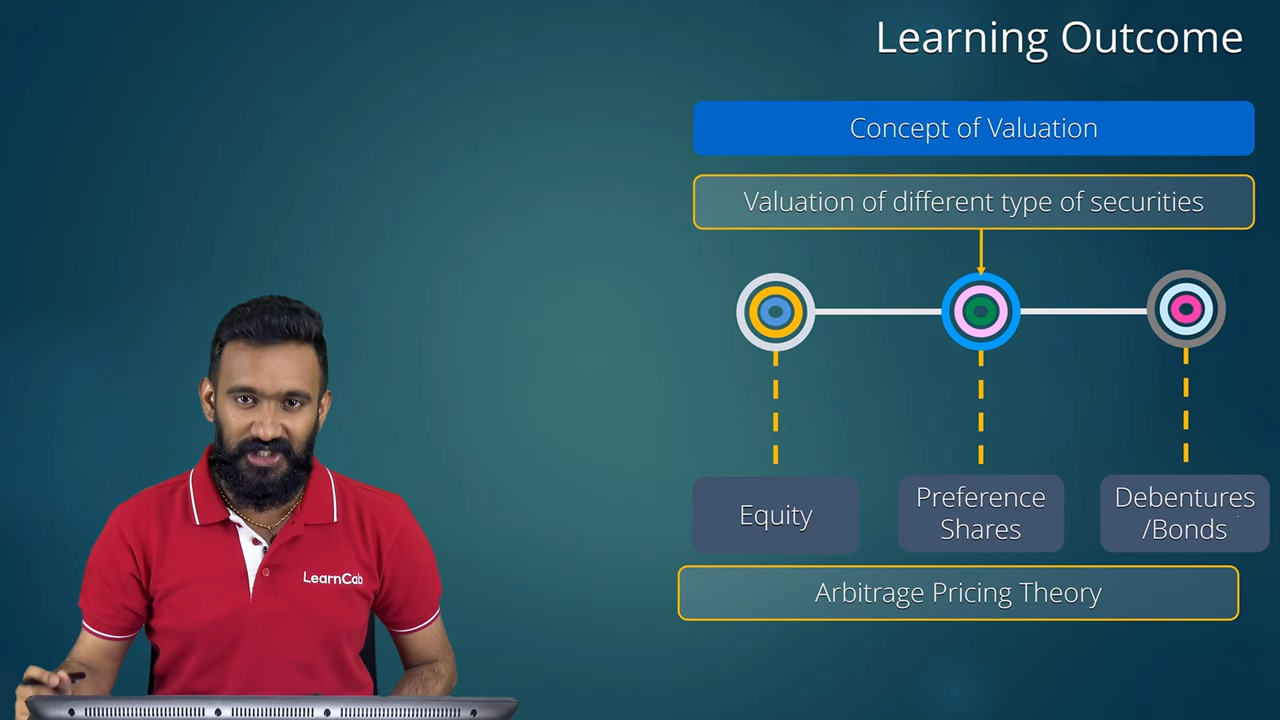 Learning Outcome
Concept of Valuation
Valuation of different type of securities
Equity
Preference
Shares
Debentures
/Bonds
Arbitrage Pricing Theory
LearnCab